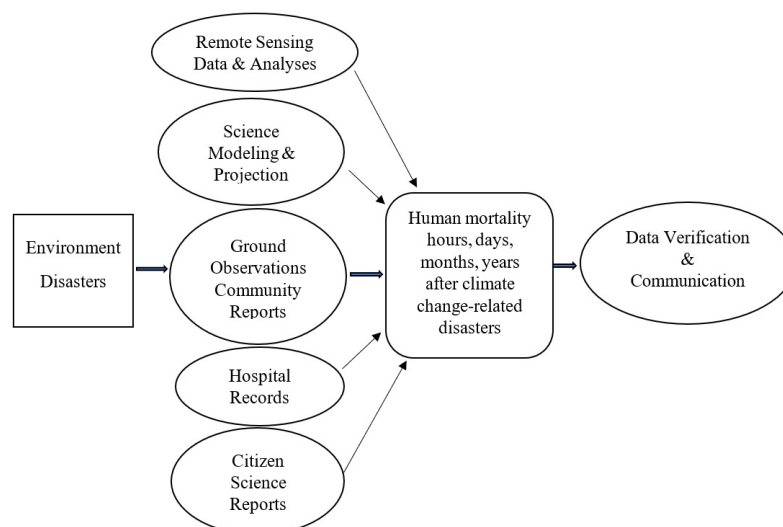 Remote Sensing
Data & Analyses
Science
Modeling &
Projection
Environment
Disasters
Ground
Observations
Community
Reports
Hospital
Records
Citizen
Science
Reports
Human mortality
hours, days,
months, years
after climate
change-related
disasters
Data Verification
&
Communication